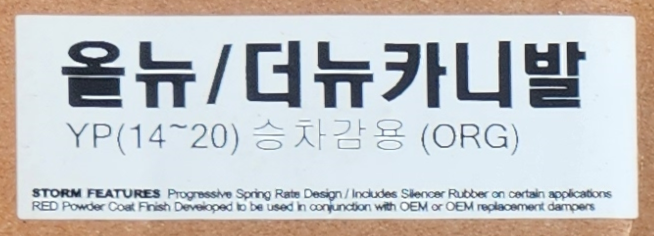 올뉴/더뉴카니발
YP(14~20) 승차감용 (ORG)
STORM FEATURES Progressive Spring Rate Design / Includes Silencer Rubber on certain applications
RED Powder Coat Finish Developed to be used in conjunction with OEM or OEM replacement dampers